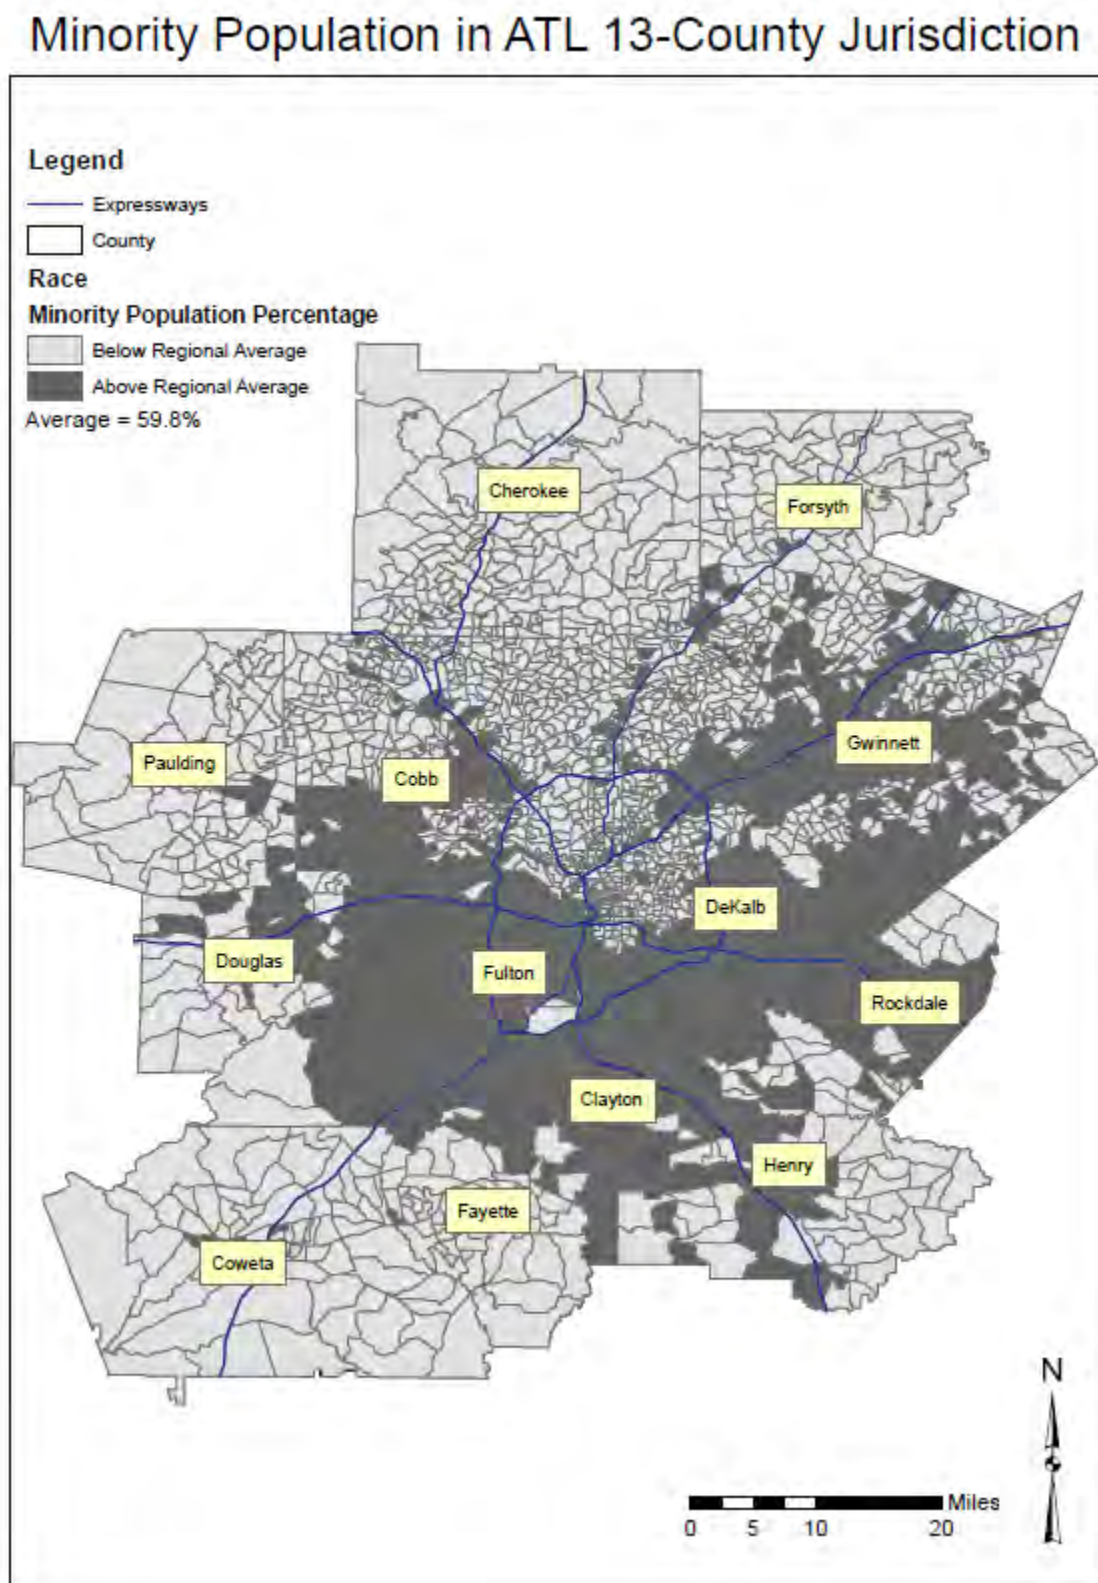 Minority Population in ATL 13-County Jurisdiction
Legend
Expressways
County
Race
Minority Population Percentage
Below Regional Average
Above Regional Average
Average = 59.8%
Cherokee
Forsyth
Gwinnett
Paulding
Cobb
DeKalb
Douglas
Fulton
Rockdale
Clayton
Henry
Fayette
Coweta
N
Miles
0 5 10 20